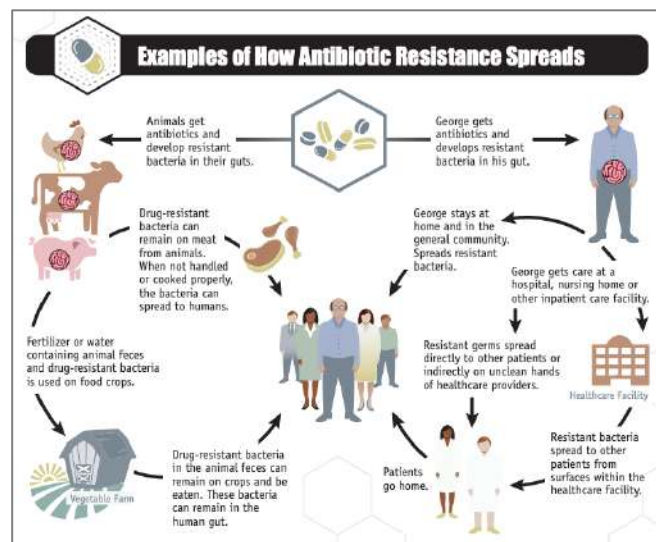 Examples of How Antibiotic Resistance Spreads
Animals get
antibiotics and
develop resistant
bacteria in their guts.
George gets
antibiotics and
develops resistant
bacteria in his gut.
Drug-resistant
bacteria can
remain on meat
from animals.
When not handled
or cooked properly,
the bacteria can
spread to humans.
George stays at
home and in the
general community.
Spreads resistant
bacteria.
George gets care at a
hospital, nursing home or
other inpatient care facility.
Fertilizer or water
containing animal feces
and drug-resistant bacteria
is used on food crops.
Resistant germs spread
directly to other patients or
indirectly on unclean hands
of healthcare providers.
Healthcare Facility
Vegetable Farm
Drug-resistant bacteria
in the animal feces can
remain on crops and be
eaten. These bacteria
can remain in the
human gut.
Patients
go home.
Resistant bacteria
spread to other
patients from
surfaces within the
healthcare facility.